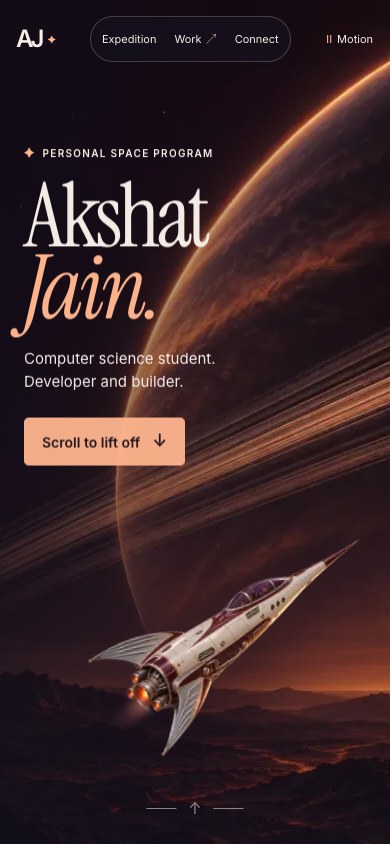 AJ
Expedition
Work
Connect
Motion
PERSONAL SPACE PROGRAM
Akshat
Jain.
Computer science student.
Developer and builder.
Scroll to lift off